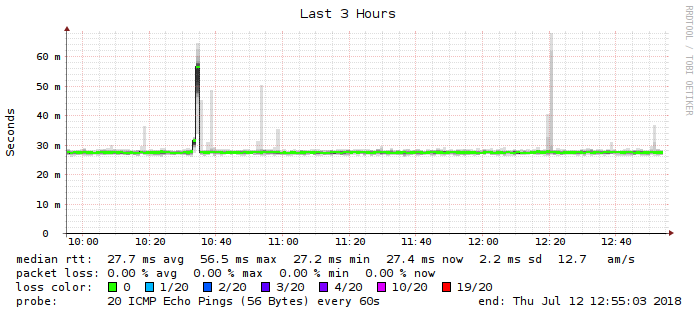 Last 3 Hours
RRDTOOL / TOBI OETIKER
Seconds
60 m
50 m
40 m
30 m
20 m
10 m
0
10:00 10:20 10:40 11:00 11:20 11:40 12:00 12:20 12:40
median rtt: 27.7 ms avg 56.5 ms max 27.2 ms min 27.4 ms now 2.2 ms sd 12.7 am/s
packet loss: 0.00 % avg 0.00 % max 0.00 % min 0.00 % now
loss color: 0 1/20 2/20 3/20 4/20 10/20 19/20
probe: 20 ICMP Echo Pings (56 Bytes) every 60s end: Thu Jul 12 12:55:03 2018